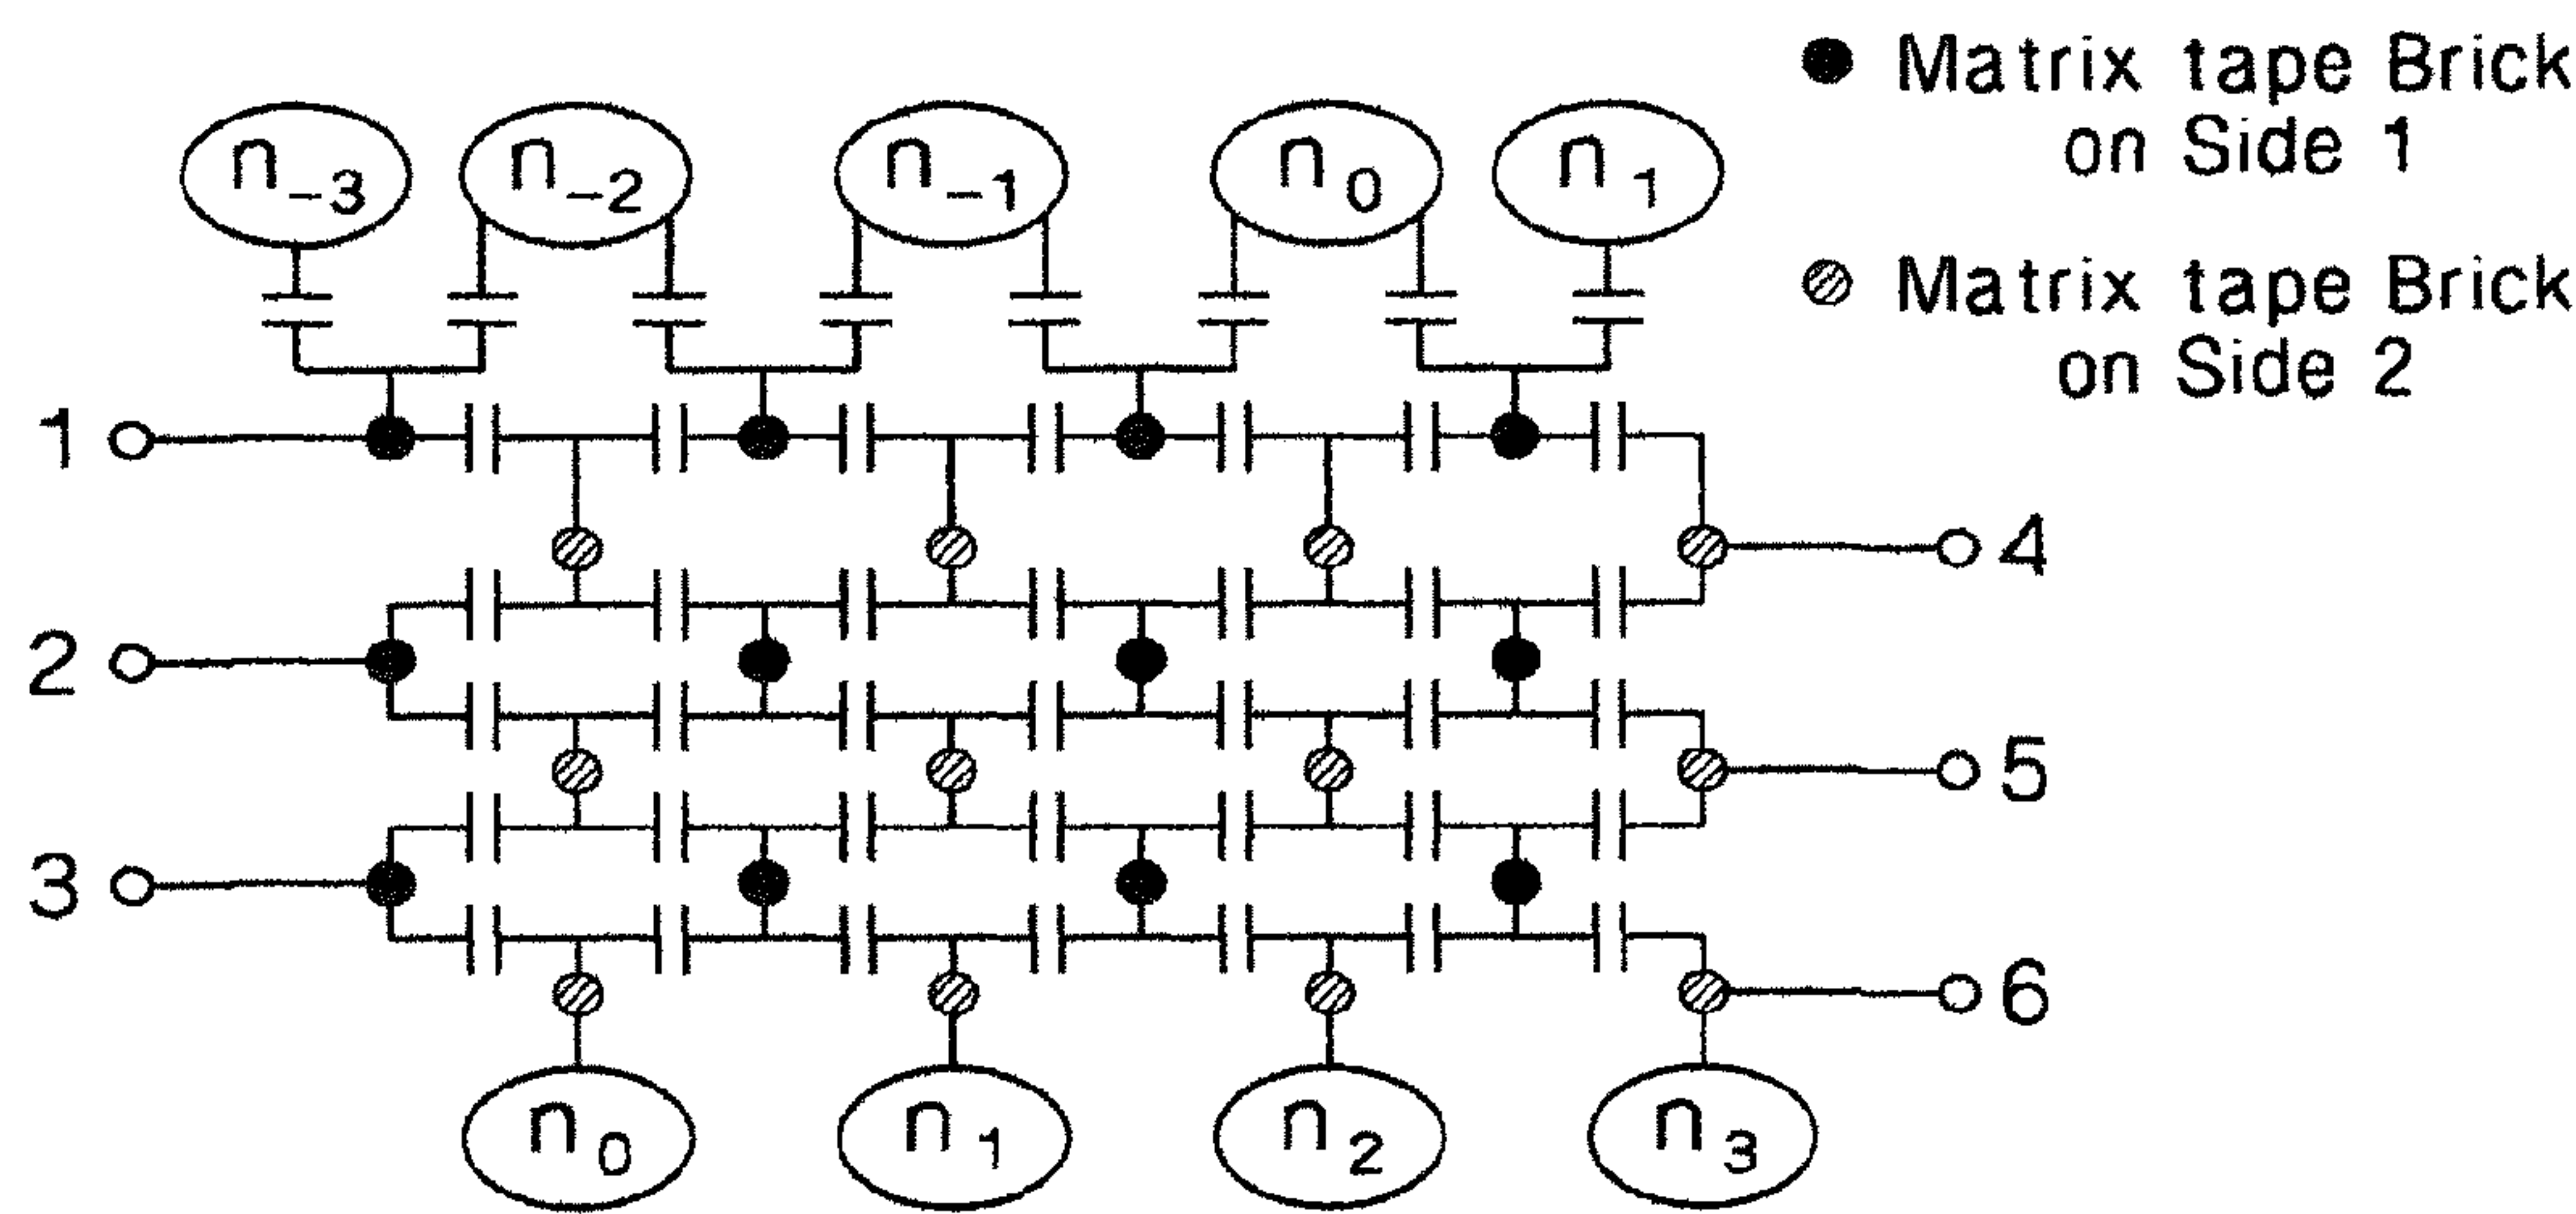 Matrix tape Brick
on Side 1
Matrix tape Brick
on Side 2
n₋₃ n₋₂ n₋₁ n₀ n₁
1
4
2
5
3
6
n₀ n₁ n₂ n₃